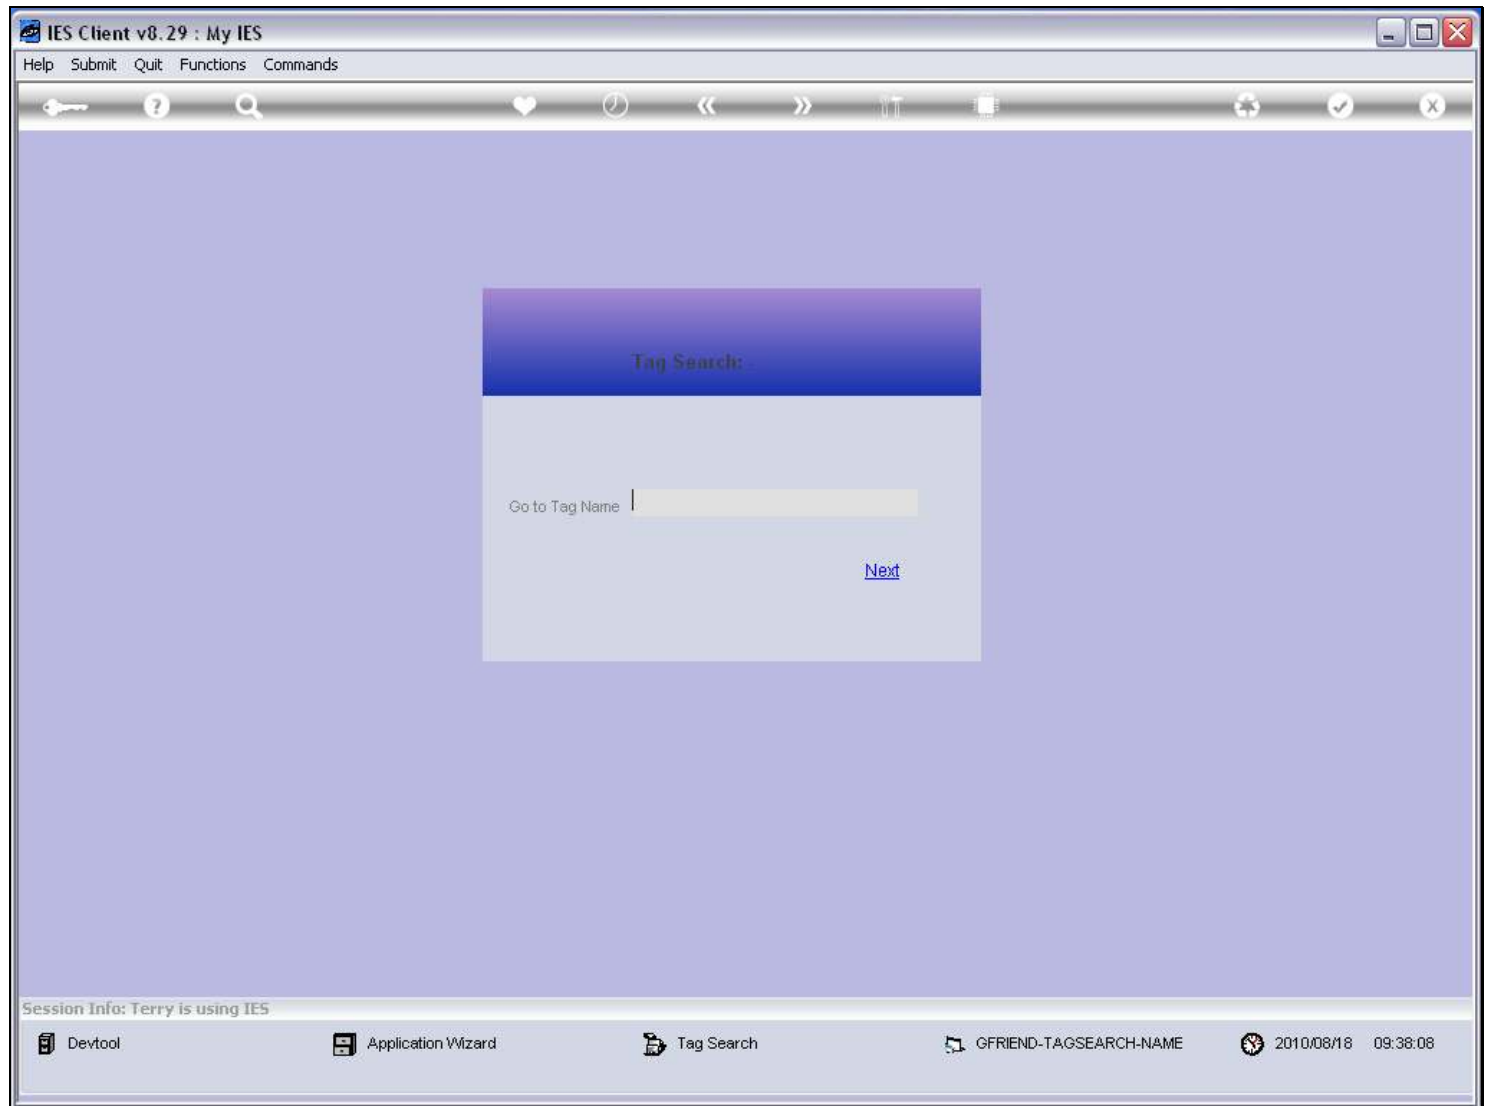 IES Client v8.29 : My IES
Help Submit Quit Functions Commands
Tag Search:
Go to Tag Name
Next
Session Info: Terry is using IES
Devtool Application Wizard Tag Search GFRIEND-TAGSEARCH-NAME 2010/08/18 09:38:08